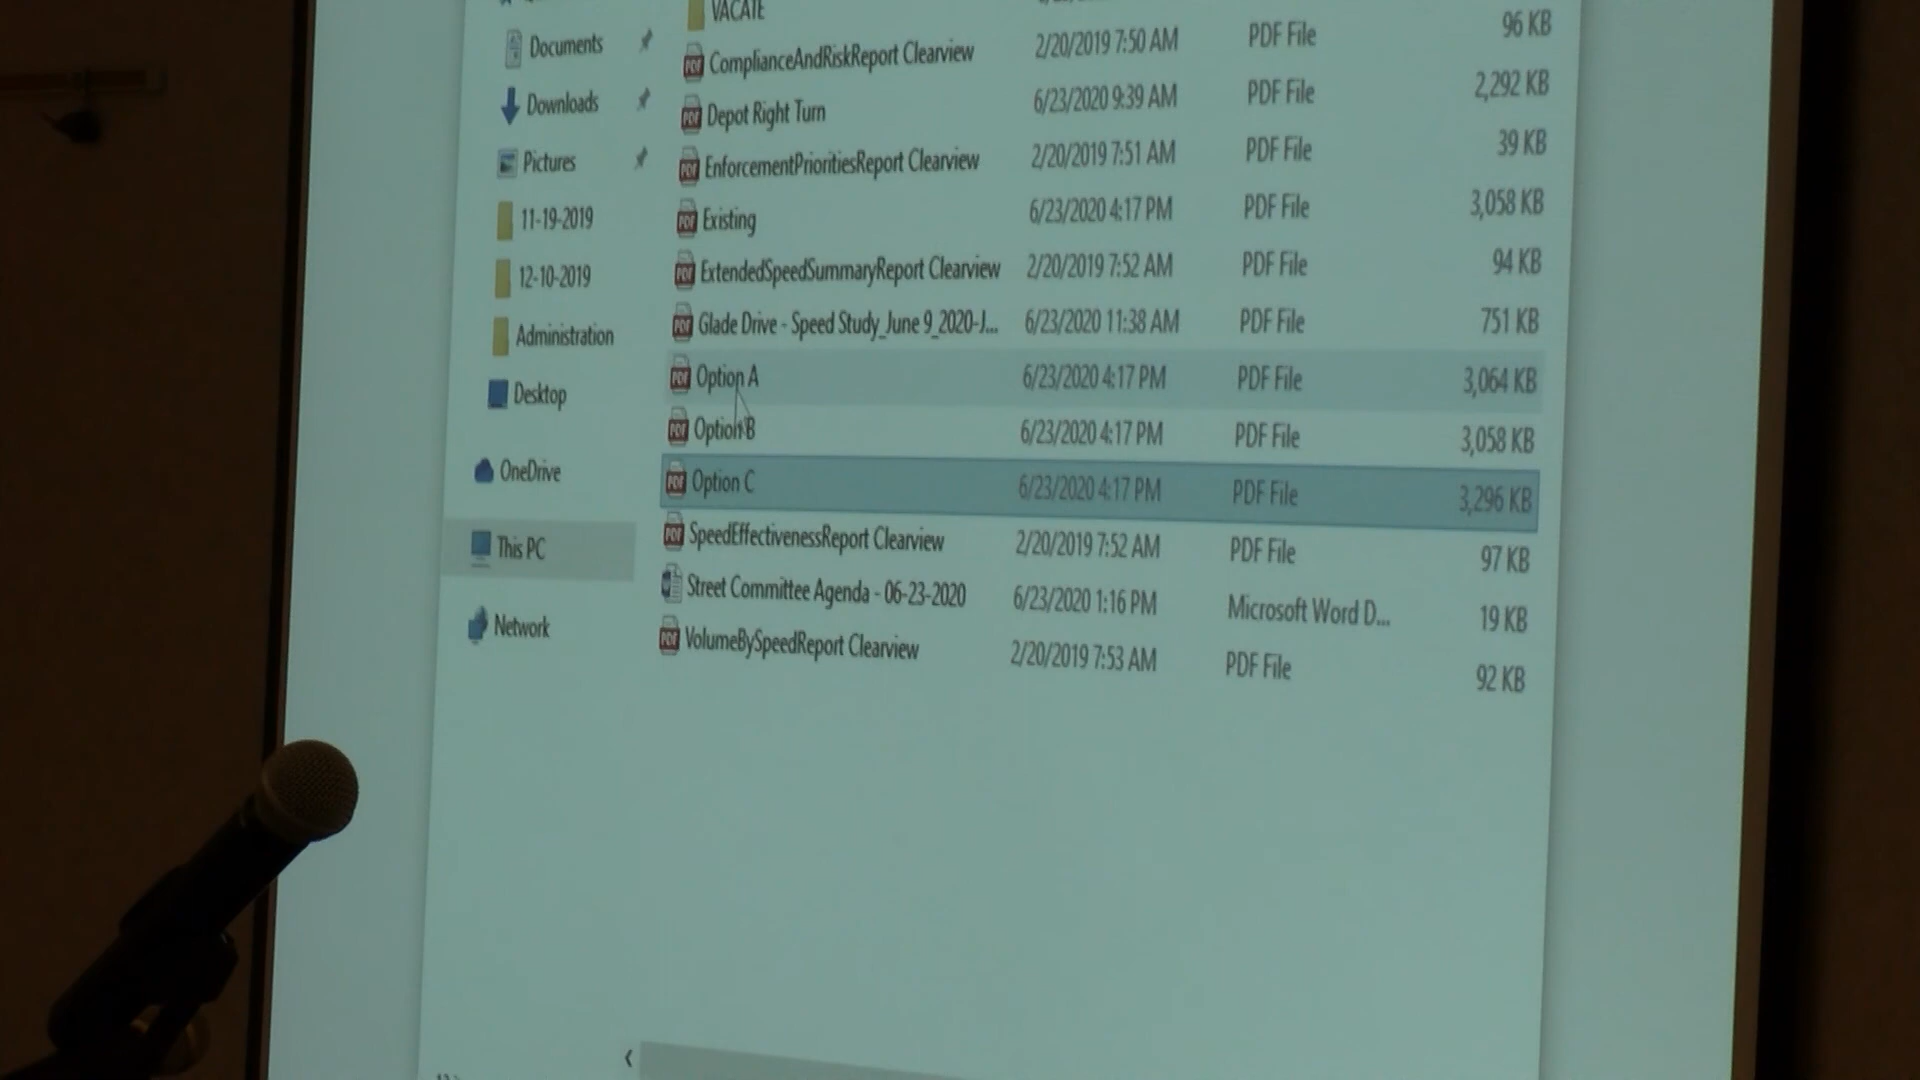 VACATE
Documents
Downloads
Pictures
11-19-2019
12-10-2019
Administration
Desktop
OneDrive
This PC
Network
ComplianceAndRiskReport Clearview 2/20/2019 7:50 AM PDF File 96 KB
Depot Right Turn 6/23/2020 9:39 AM PDF File 2,292 KB
EnforcementPrioritiesReport Clearview 2/20/2019 7:51 AM PDF File 39 KB
Existing 6/23/2020 4:17 PM PDF File 3,058 KB
ExtendedSpeedSummaryReport Clearview 2/20/2019 7:52 AM PDF File 94 KB
Glade Drive - Speed Study_June 9_2020-J... 6/23/2020 11:38 AM PDF File 751 KB
Option A 6/23/2020 4:17 PM PDF File 3,064 KB
Option B 6/23/2020 4:17 PM PDF File 3,058 KB
Option C 6/23/2020 4:17 PM PDF File 3,296 KB
SpeedEffectivenessReport Clearview 2/20/2019 7:52 AM PDF File 97 KB
Street Committee Agenda - 06-23-2020 6/23/2020 1:16 PM Microsoft Word D... 19 KB
VolumeBySpeedReport Clearview 2/20/2019 7:53 AM PDF File 92 KB